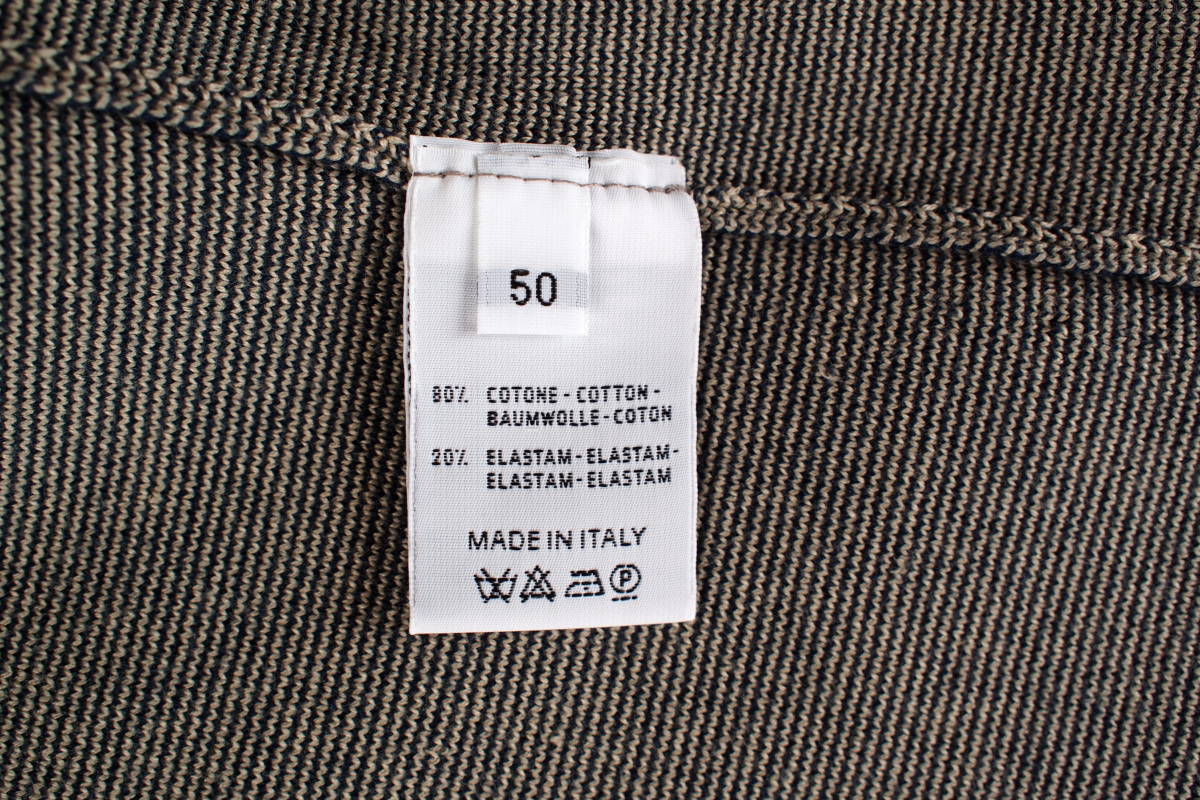 50
80% COTONE - COTTON -
BAUMWOLLE - COTON
20% ELASTAM - ELASTAM -
ELASTAM - ELASTAM
MADE IN ITALY
P